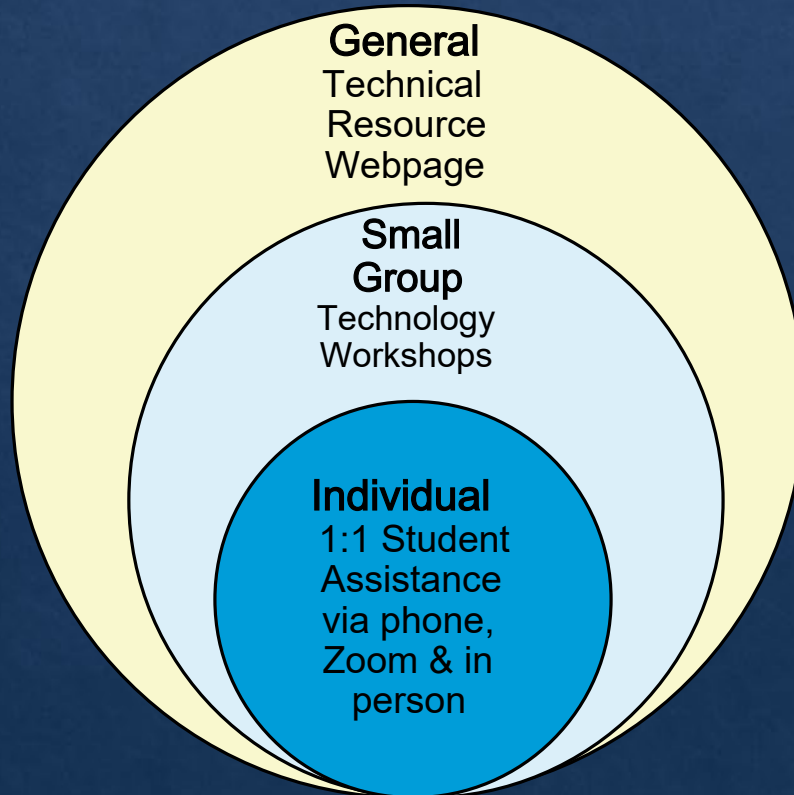 General
Technical
Resource
Webpage
Small
Group
Technology
Workshops
Individual
1:1 Student
Assistance
via phone,
Zoom & in
person